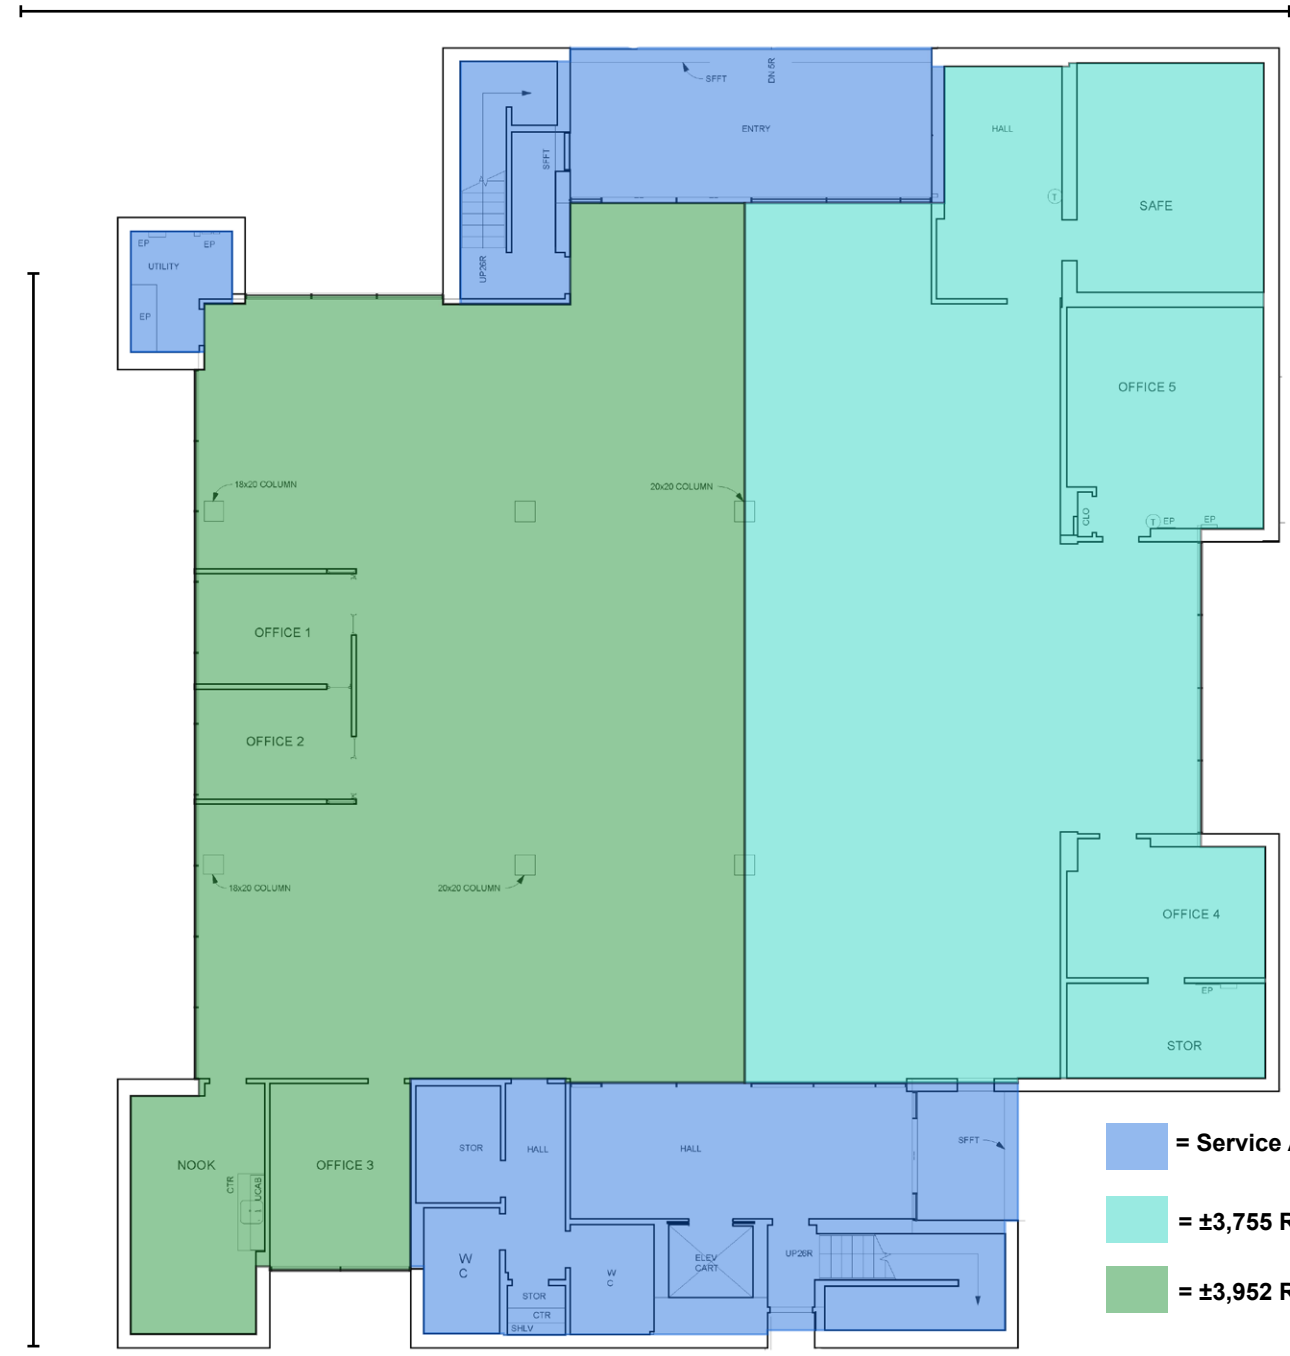 SFFT
DN 5R
ENTRY
HALL
SFFT
SAFE
UP26R
EP
EP
UTILITY
EP
T
OFFICE 5
18x20 COLUMN
20x20 COLUMN
CLO
T
EP
EP
OFFICE 1
OFFICE 2
18x20 COLUMN
20x20 COLUMN
OFFICE 4
EP
STOR
NOOK
CTR
UCAB
OFFICE 3
STOR
HALL
HALL
SFFT
W
C
W
C
ELEV
CART
UP26R
STOR
CTR
SHLV
= Service
= ±3,755 R
= ±3,952 R